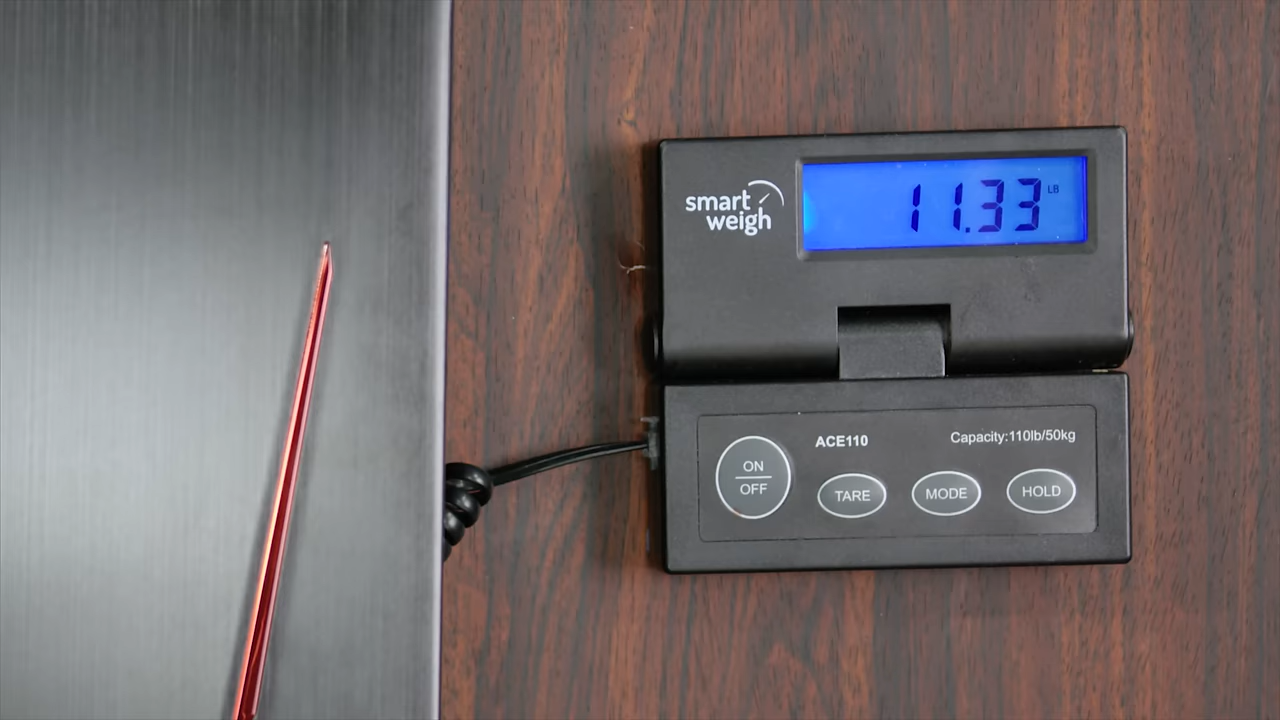 smart
weigh
11.33 LB
ACE110
Capacity:110lb/50kg
ON
OFF
TARE
MODE
HOLD